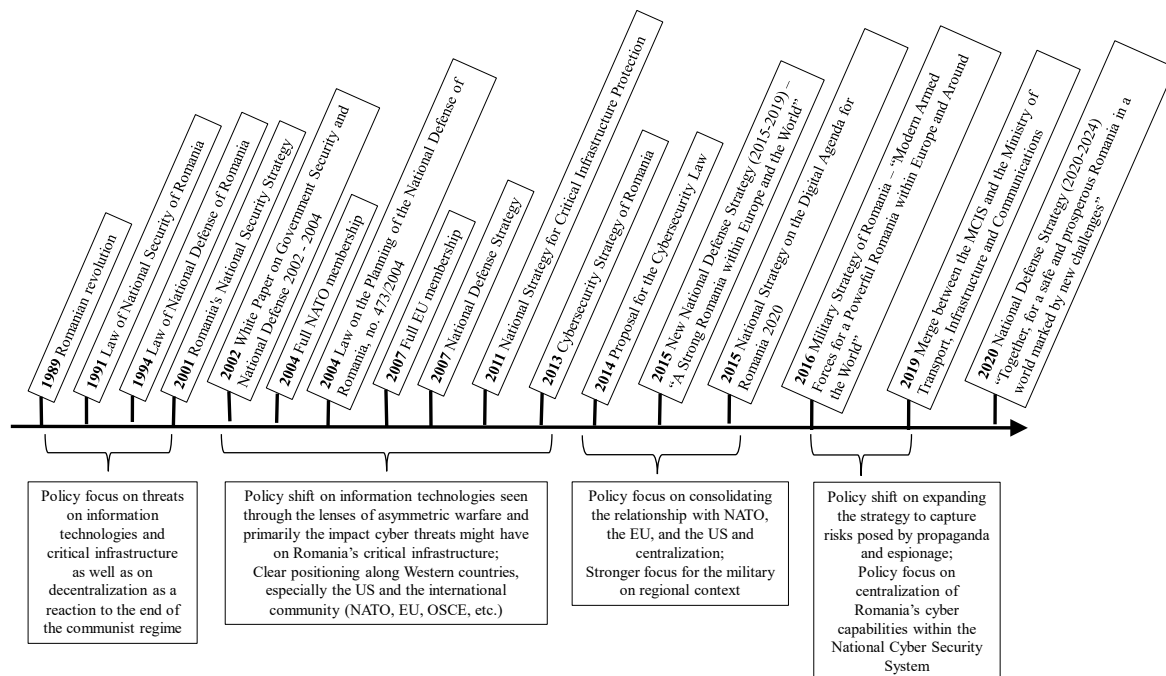 1989 Romanian revolution
1991 Law of National Security of Romania
1994 Law of National Defense of Romania
2001 Romania's National Security Strategy
2002 White Paper on Government Security and
National Defense 2002 - 2004
2004 Full NATO membership
2004 Law on the Planning of the National Defense of
Romania, no. 473/2004
2007 Full EU membership
2007 National Defense Strategy
2011 National Strategy for Critical Infrastructure Protection
2013 Cybersecurity Strategy of Romania
2014 Proposal for the Cybersecurity Law
2015 New National Defense Strategy (2015-2019) –
“A Strong Romania within Europe and the World”
2015 National Strategy on the Digital Agenda for
Romania 2020
2016 Military Strategy of Romania – “Modern Armed
Forces for a Powerful Romania within Europe and Around
the World”
2019 Merge between the MCIS and the Ministry of
Transport, Infrastructure and Communications
2020 National Defense Strategy (2020-2024)
“Together, for a safe and prosperous Romania in a
world marked by new challenges”
Policy focus on threats
on information
technologies and
critical infrastructure
as well as on
decentralization as a
reaction to the end of
the communist regime
Policy shift on information technologies seen
through the lenses of asymmetric warfare and
primarily the impact cyber threats might have
on Romania's critical infrastructure;
Clear positioning along Western countries,
especially the US and the international
community (NATO, EU, OSCE, etc.)
Policy focus on consolidating
the relationship with NATO,
the EU, and the US and
centralization;
Stronger focus for the military
on regional context
Policy shift on expanding
the strategy to capture
risks posed by propaganda
and espionage;
Policy focus on
centralization of
Romania's cyber
capabilities within the
National Cyber Security
System